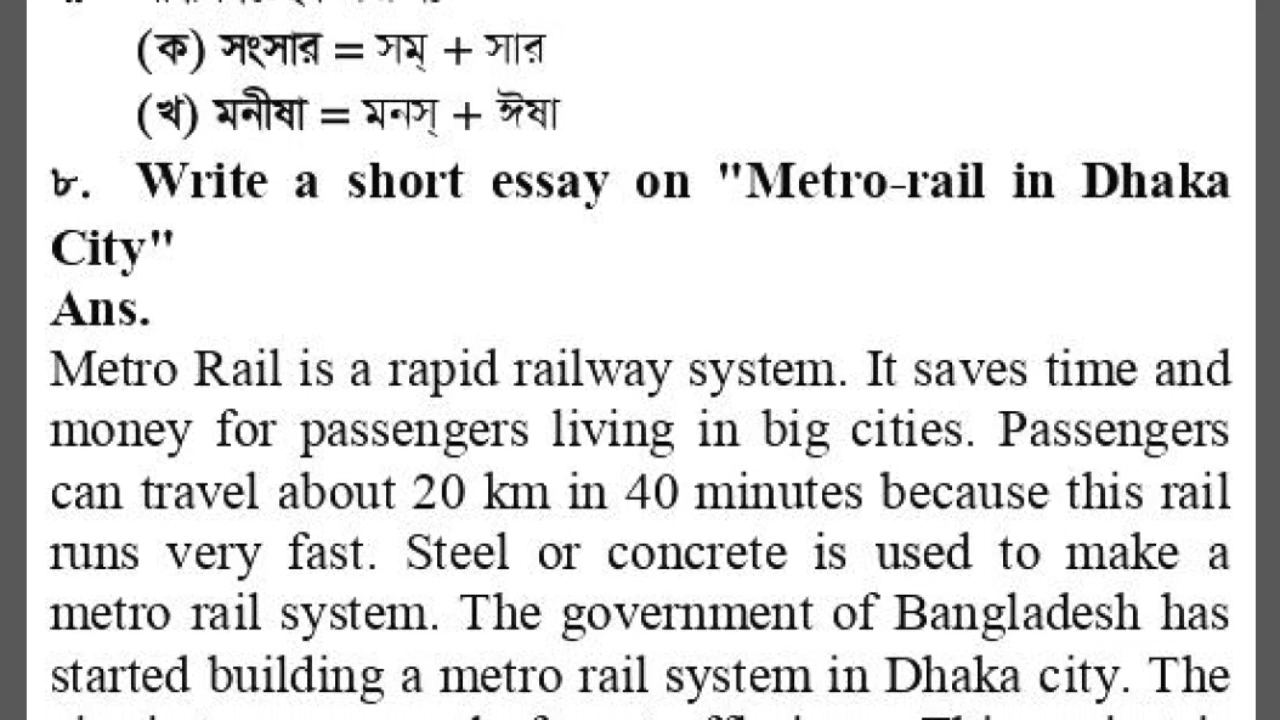 (ক) সংসার = সম্ + সার
(খ) মনীষা = মনস্ + ঈষা
৮. Write a short essay on "Metro-rail in Dhaka
City"
Ans.
Metro Rail is a rapid railway system. It saves time and
money for passengers living in big cities. Passengers
can travel about 20 km in 40 minutes because this rail
runs very fast. Steel or concrete is used to make a
metro rail system. The government of Bangladesh has
started building a metro rail system in Dhaka city. The